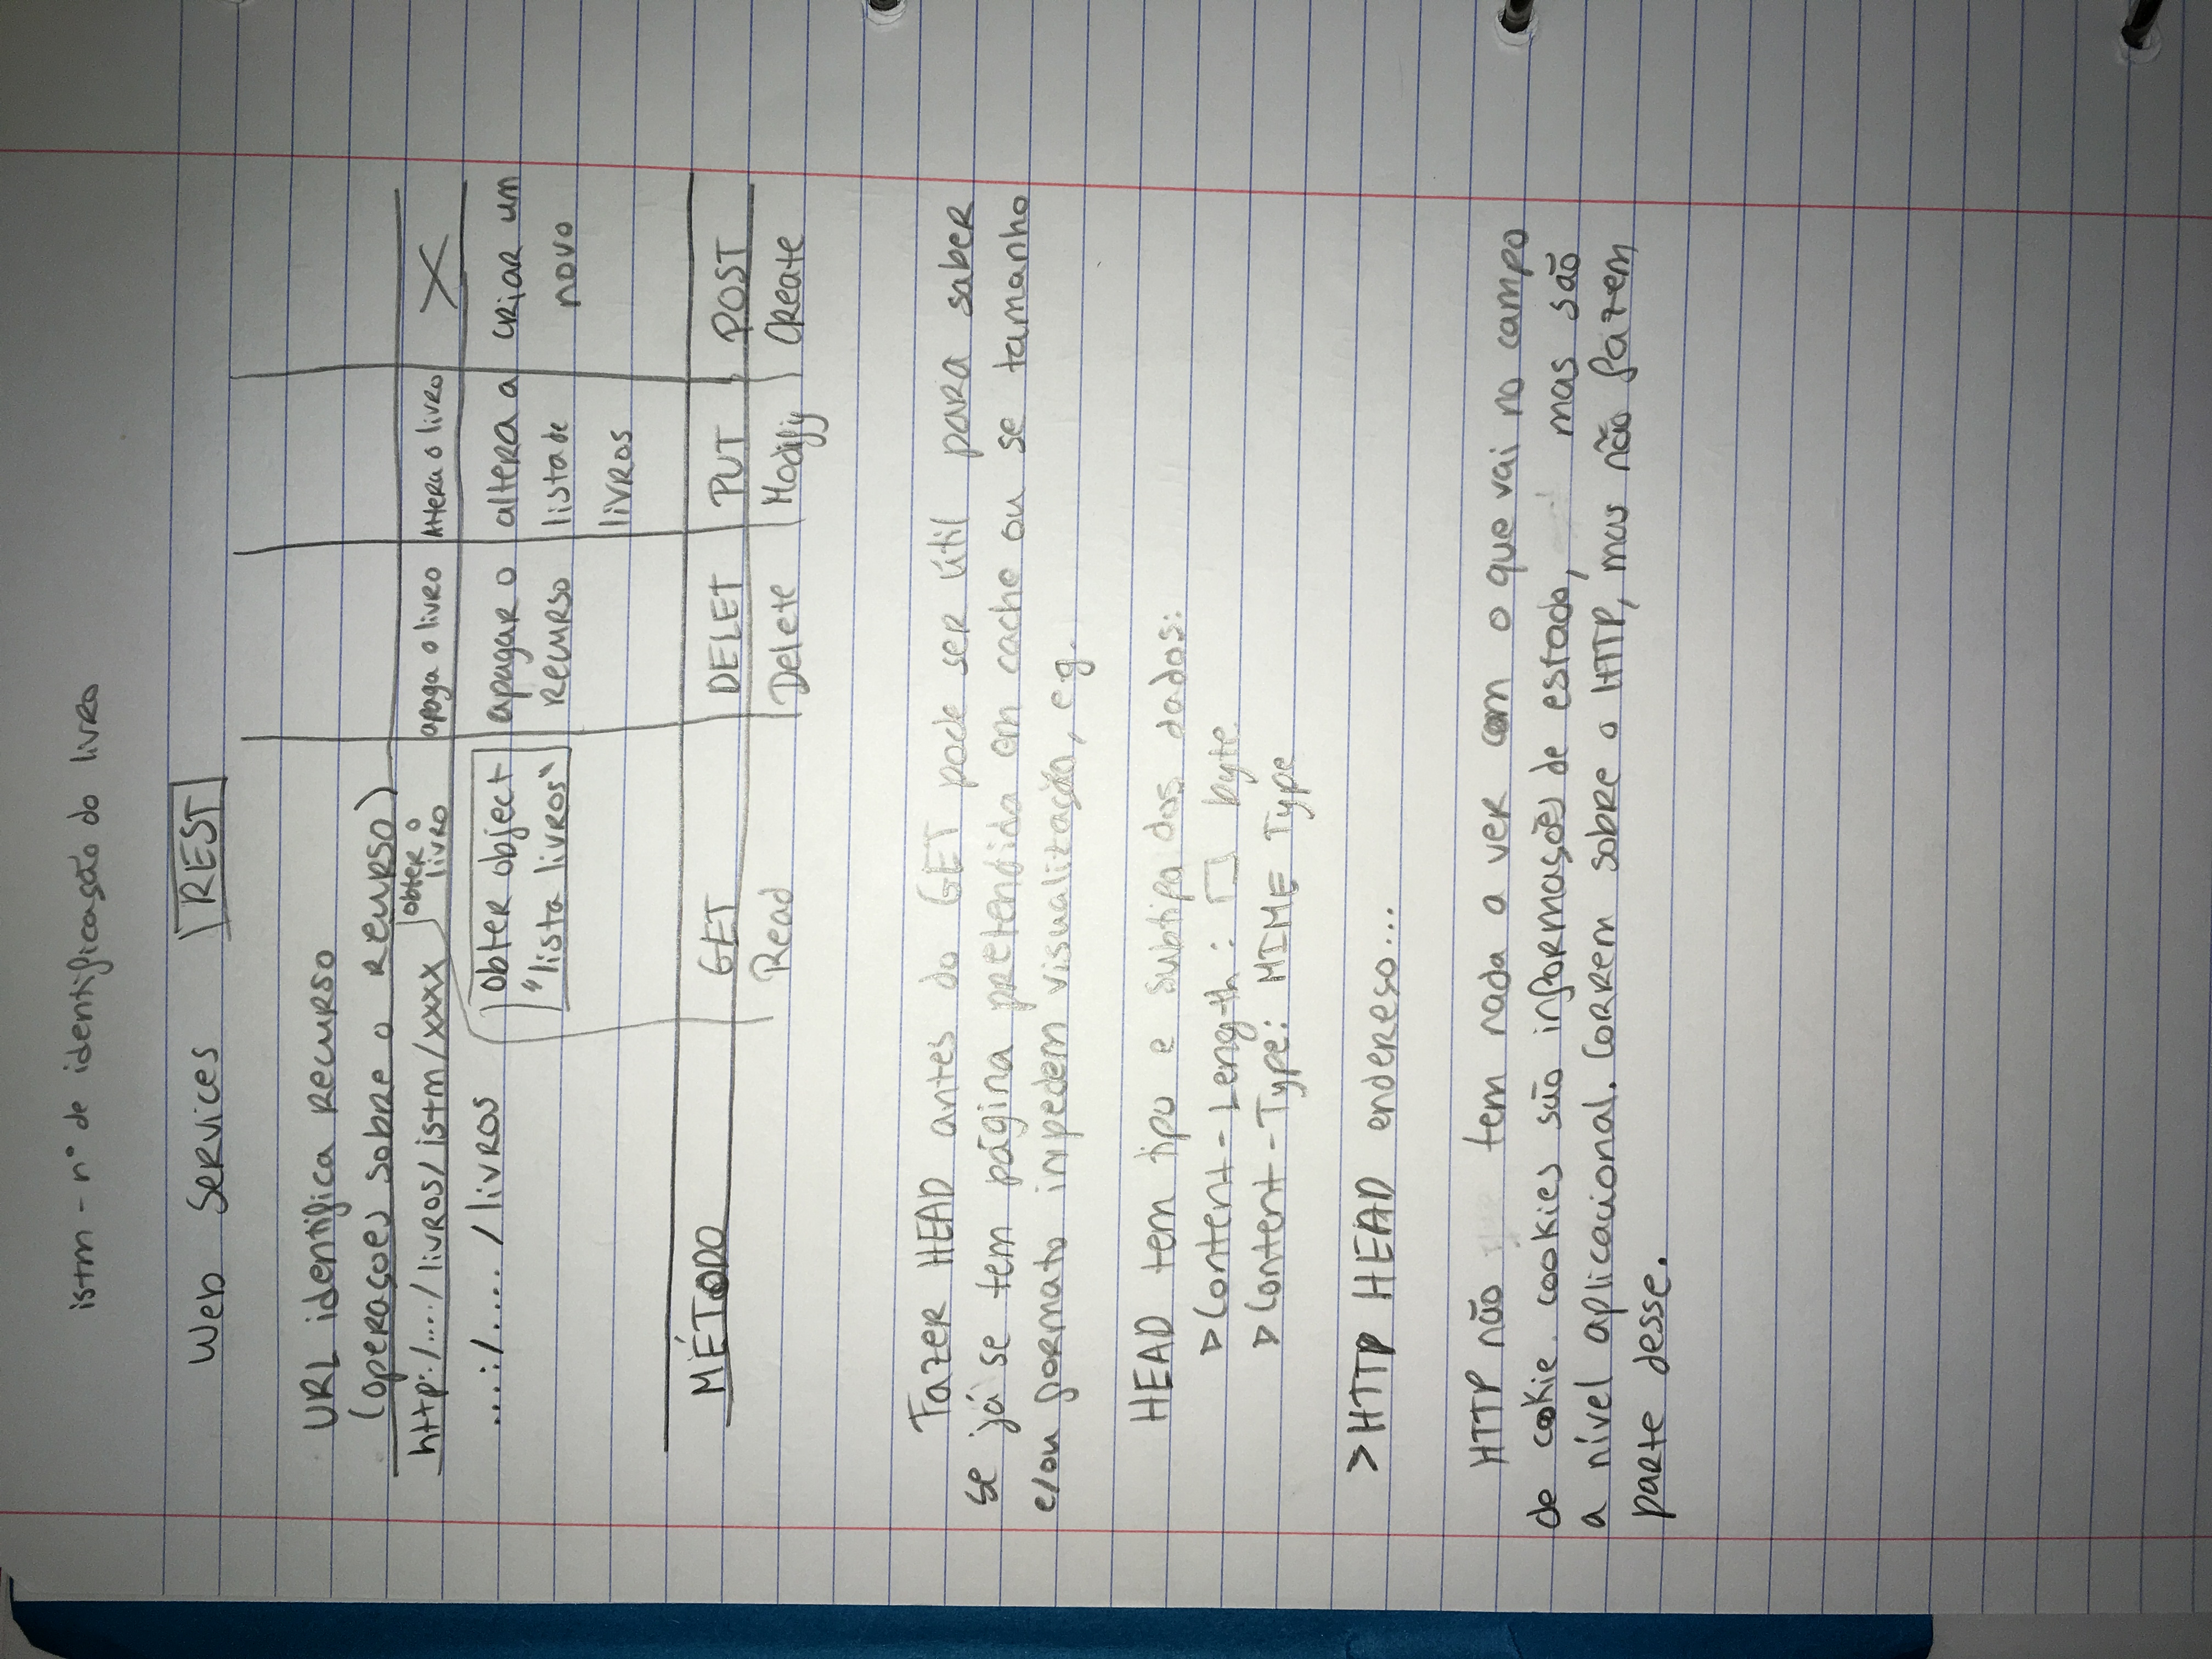 istm - nº de identificação do livro
Web Services REST
URL identifica recurso
(operações sobre o recurso)
http:/..../livros/istm/xxxx obter o livro apaga o livro Altera o livro X
...:/.... /livros obter object apagar o altera a criar um
"lista livros" recurso lista de novo
livros
MÉTODO GET DELET PUT POST
Read Delete Modify Create
Fazer HEAD antes do GET pode ser útil para saber
se já se tem página pretendida em cache ou se tamanho
e/ou formato impedem visualização, eg.
HEAD tem tipo e subtipo dos dados:
▷ Content-Length: □ byte
▷ Content-Type: MIME Type
>HTTP HEAD endereso...
HTTP não tem nada a ver com o que vai no campo
de cookie. cookies são informações de estado, mas são
a nível aplicacional. Correm sobre o HTTP, mas não fazem
parte desse.